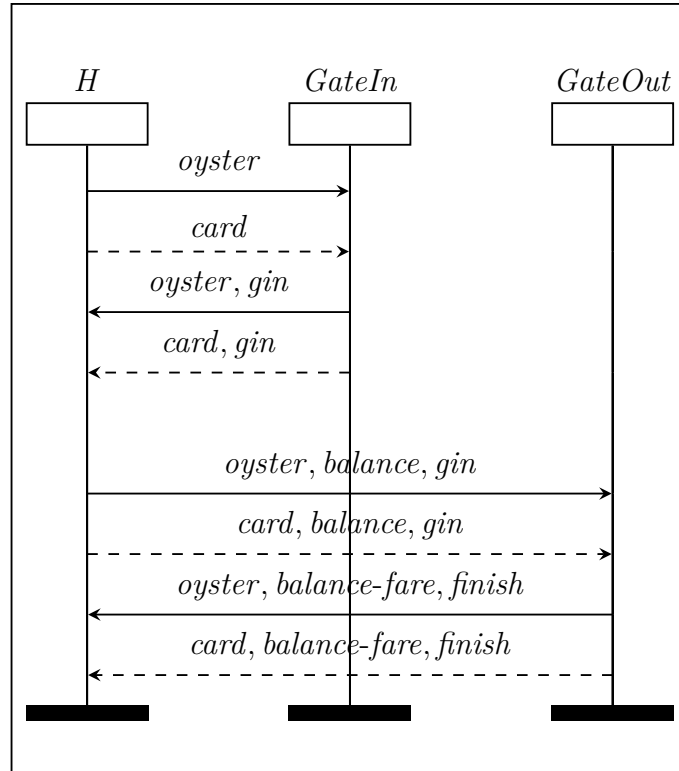 H GateIn GateOut
oyster
card
oyster, gin
card, gin
oyster, balance, gin
card, balance, gin
oyster, balance-fare, finish
card, balance-fare, finish